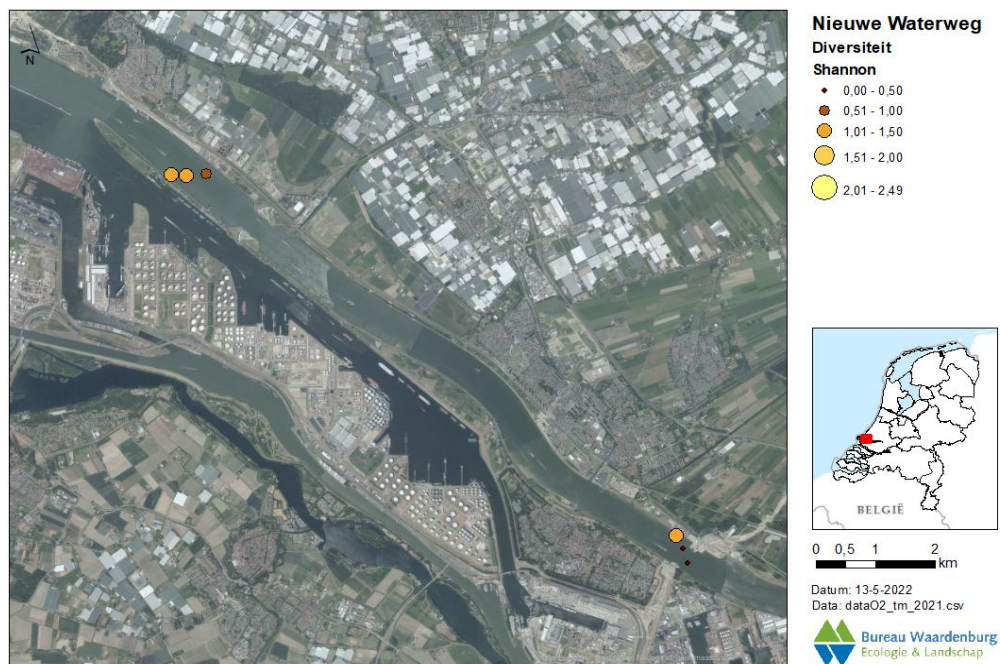 N
Nieuwe Waterweg
Diversiteit
Shannon
0,00 - 0,50
0,51 - 1,00
1,01 - 1,50
1,51 - 2,00
2,01 - 2,49
BELGIË
0 0,5 1 2
km
Datum: 13-5-2022
Data: dataO2_tm_2021.csv
Bureau Waardenburg
Ecologie & Landschap